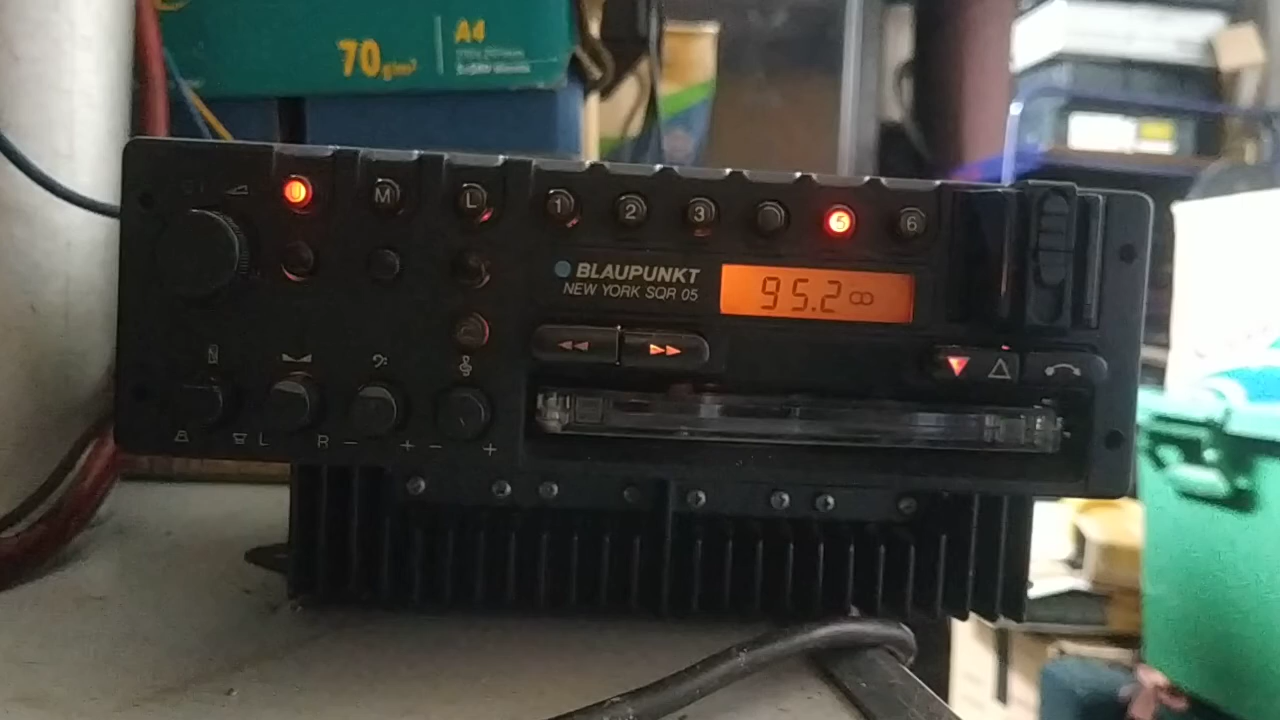 A4
70g/m²
M L 1 2 3 5 6
BLAUPUNKT
NEW YORK SQR 05
95.2
L R − + − +